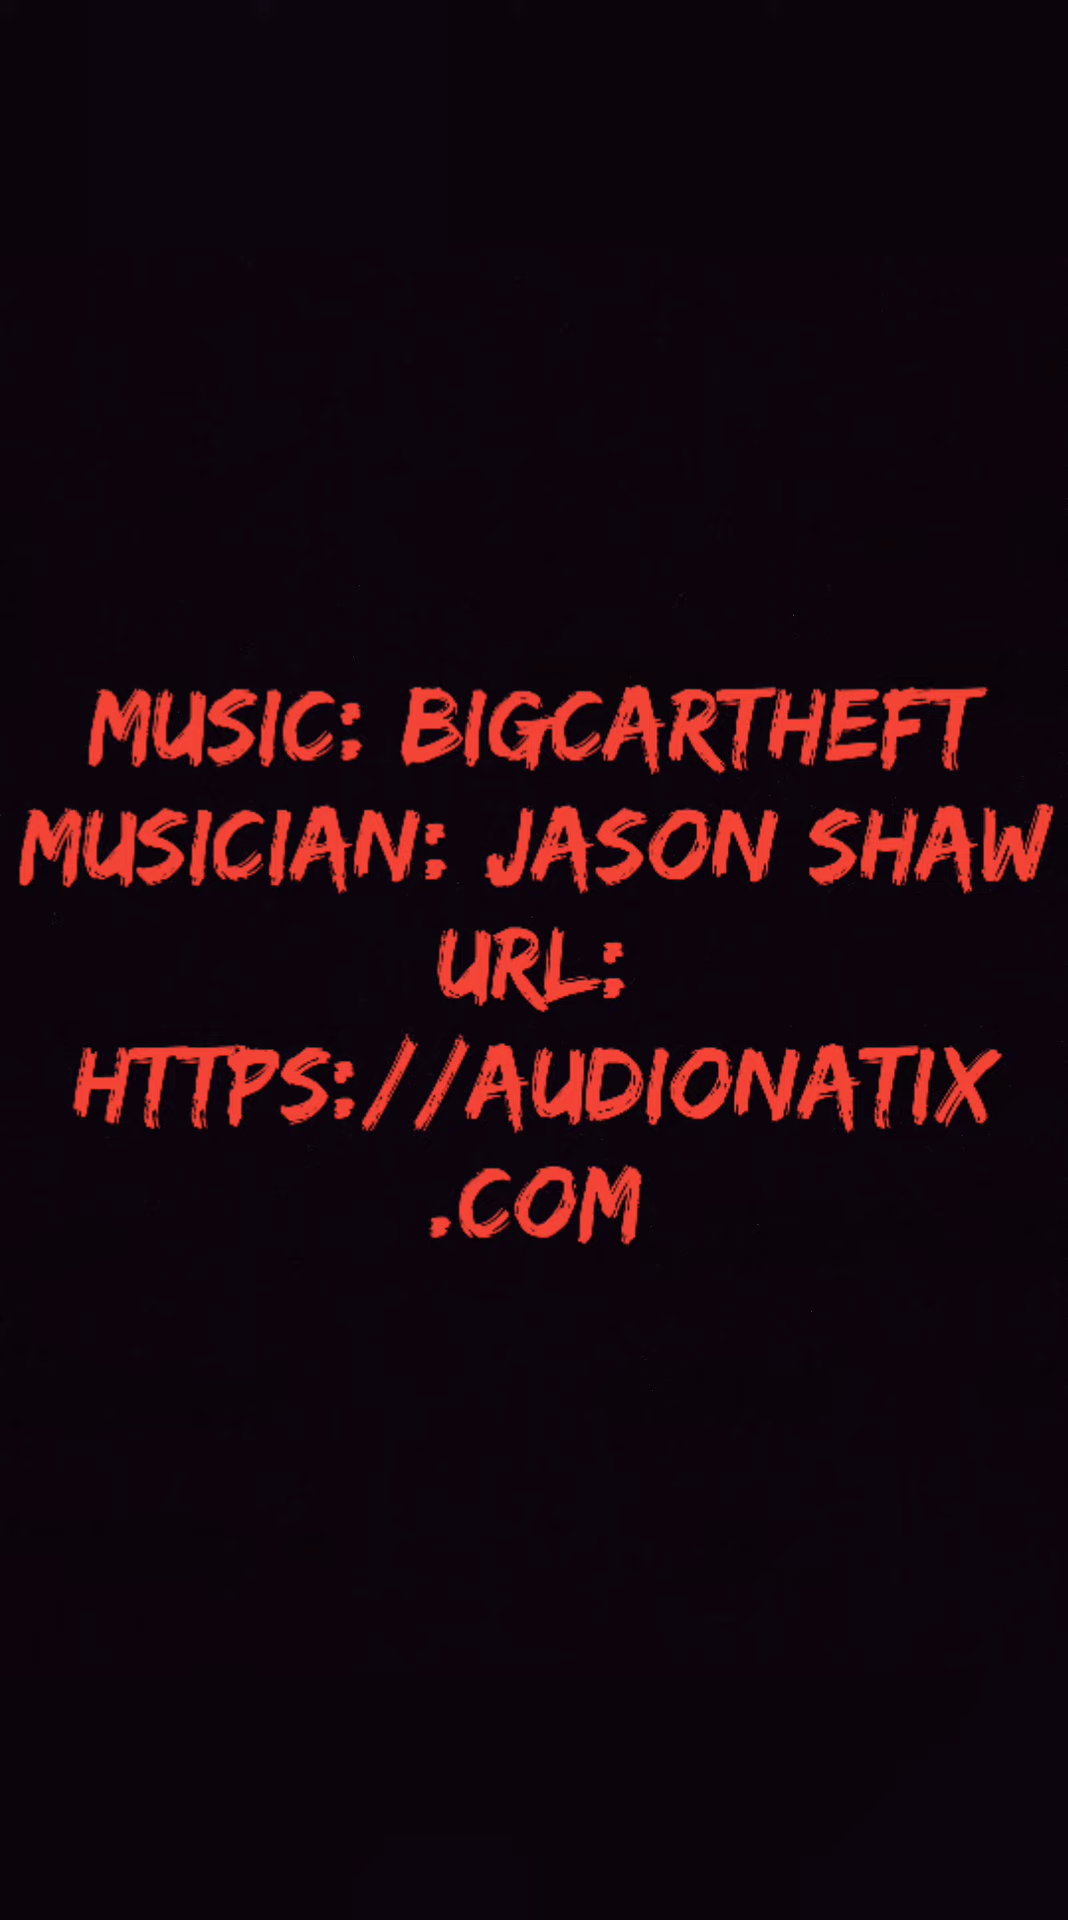 MUSIC: BIGCARTHEFT
MUSICIAN: JASON SHAW
URL:
HTTPS://AUDIONATIX
.COM